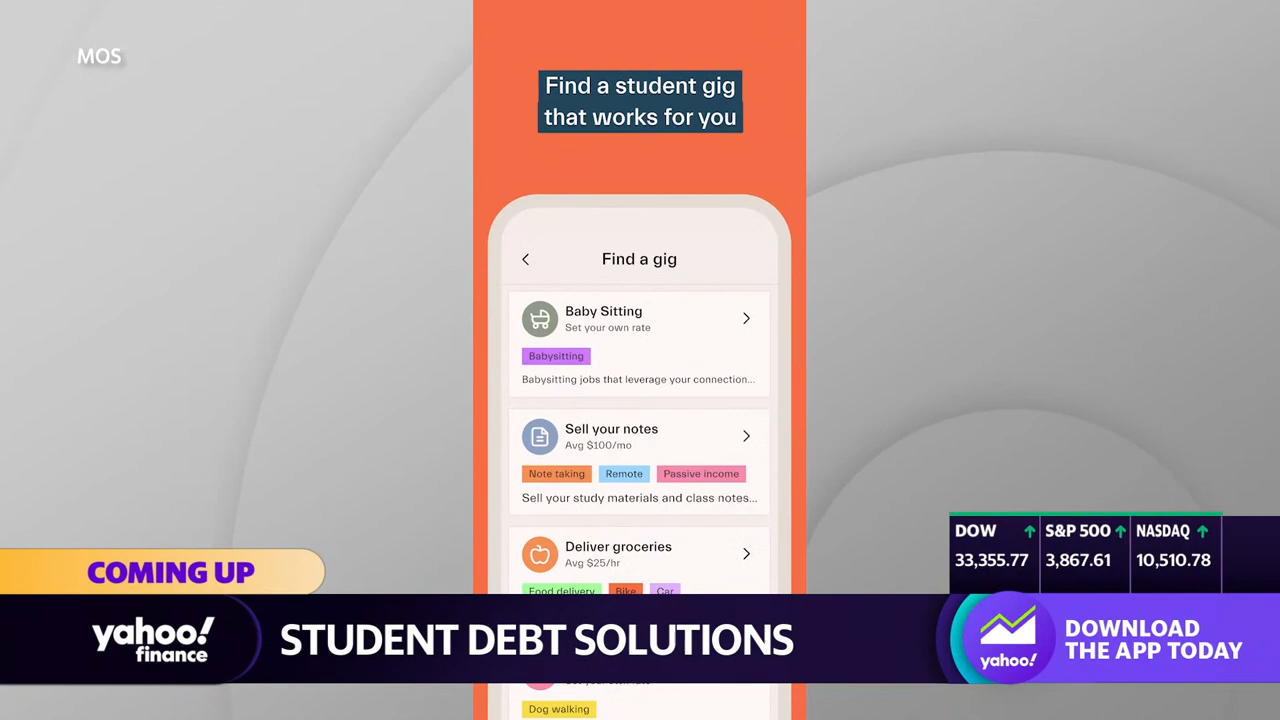 MOS
Find a student gig
that works for you
Find a gig
Baby Sitting
Set your own rate
Babysitting
Babysitting jobs that leverage your connection...
Sell your notes
Avg $100/mo
Note taking Remote Passive income
Sell your study materials and class notes...
Deliver groceries
Avg $25/hr
Food delivery Bike Car
Dog walking
COMING UP
yahoo!
finance
STUDENT DEBT SOLUTIONS
DOW S&P 500 NASDAQ
33,355.77 3,867.61 10,510.78
yahoo!
DOWNLOAD
THE APP TODAY